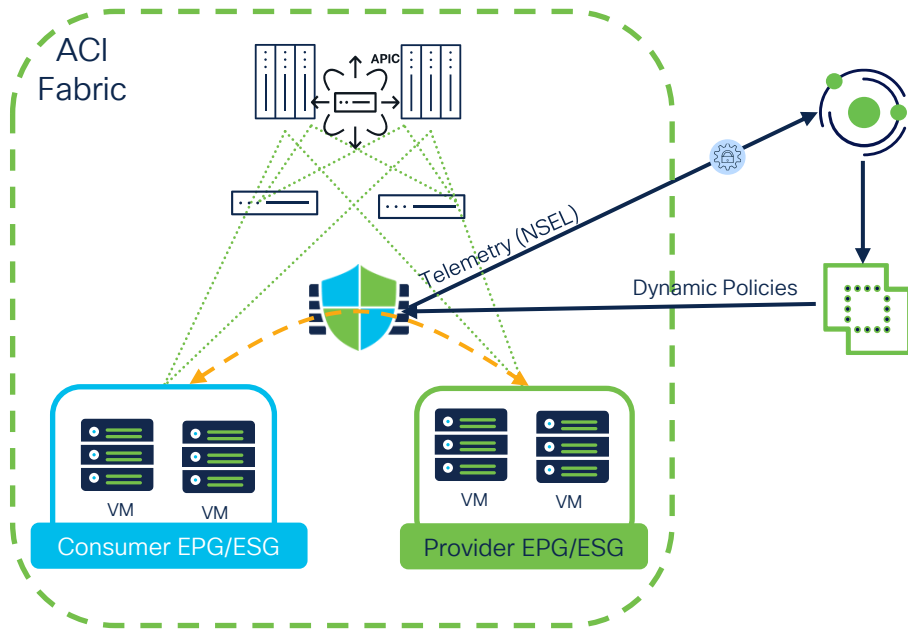 ACI
Fabric
APIC
Telemetry (NSEL)
Dynamic Policies
VM
VM
VM
VM
Consumer EPG/ESG
Provider EPG/ESG